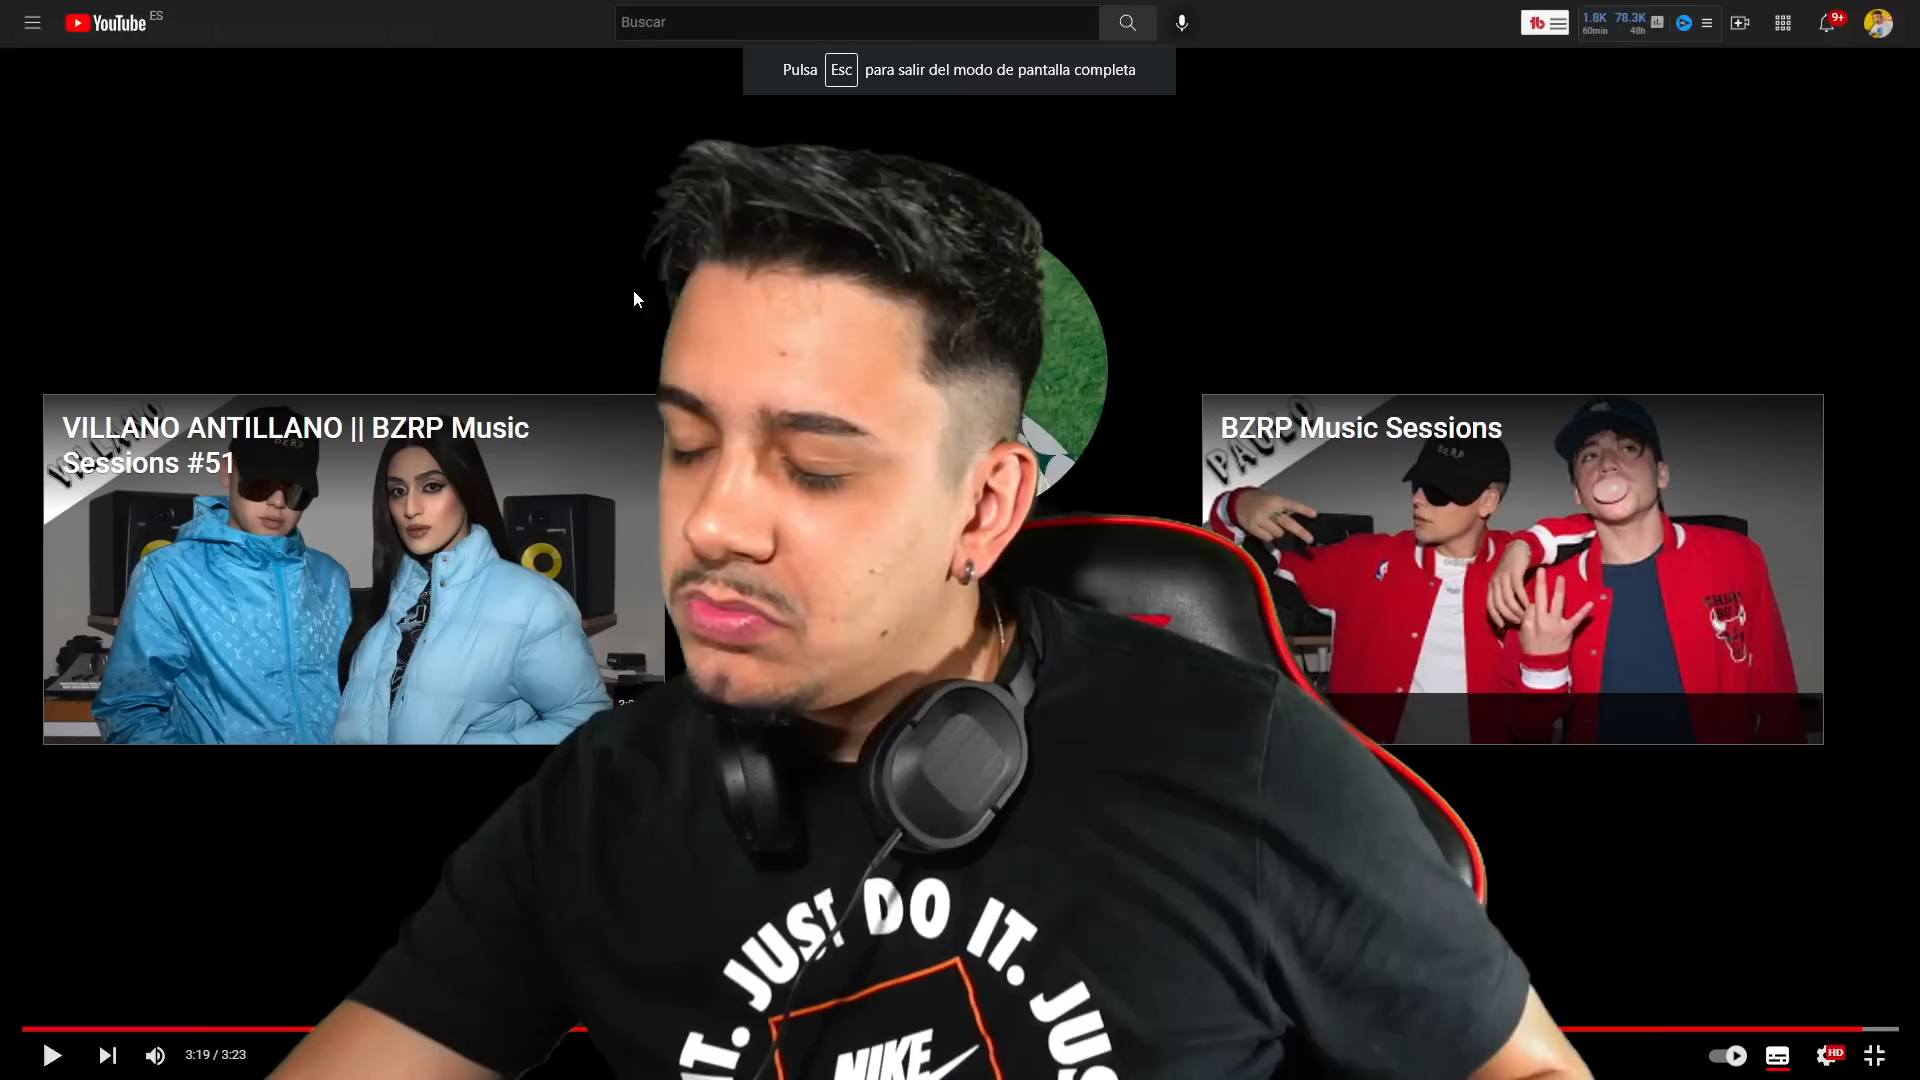 YouTube ES
Buscar
1.8K 78.3K
60min 48h
9+
Pulsa Esc para salir del modo de pantalla completa
VILLANO ANTILLANO || BZRP Music
Sessions #51
BZRP Music Sessions
PAULO
BZRP
JUST DO IT. JUS
NIKE
3:19 / 3:23
HD